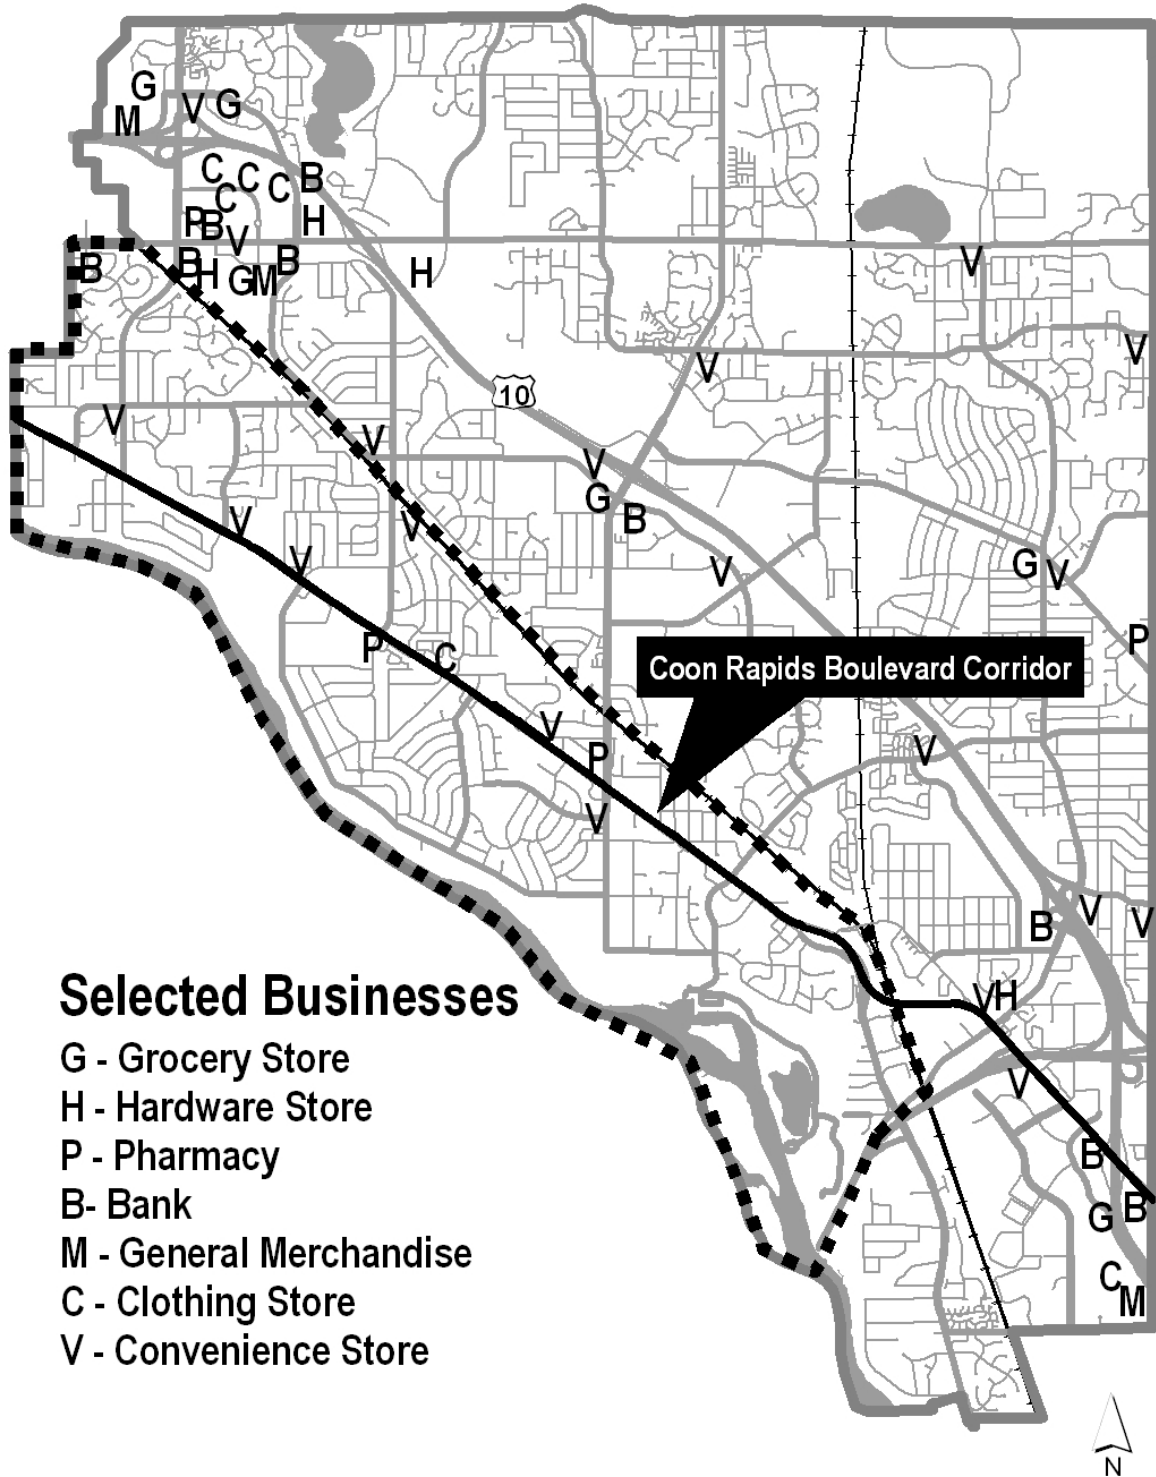 G
M V G
C C C B
C
P B V H
B B H G M B H V
V
V
10
V V V
G B
V V V V
G V
P
P C
Coon Rapids Boulevard Corridor
V
P V
V
B V V
Selected Businesses
V H
G - Grocery Store
V
H - Hardware Store
P - Pharmacy
B
B- Bank
G B
M - General Merchandise
C
C - Clothing Store
M
V - Convenience Store
N